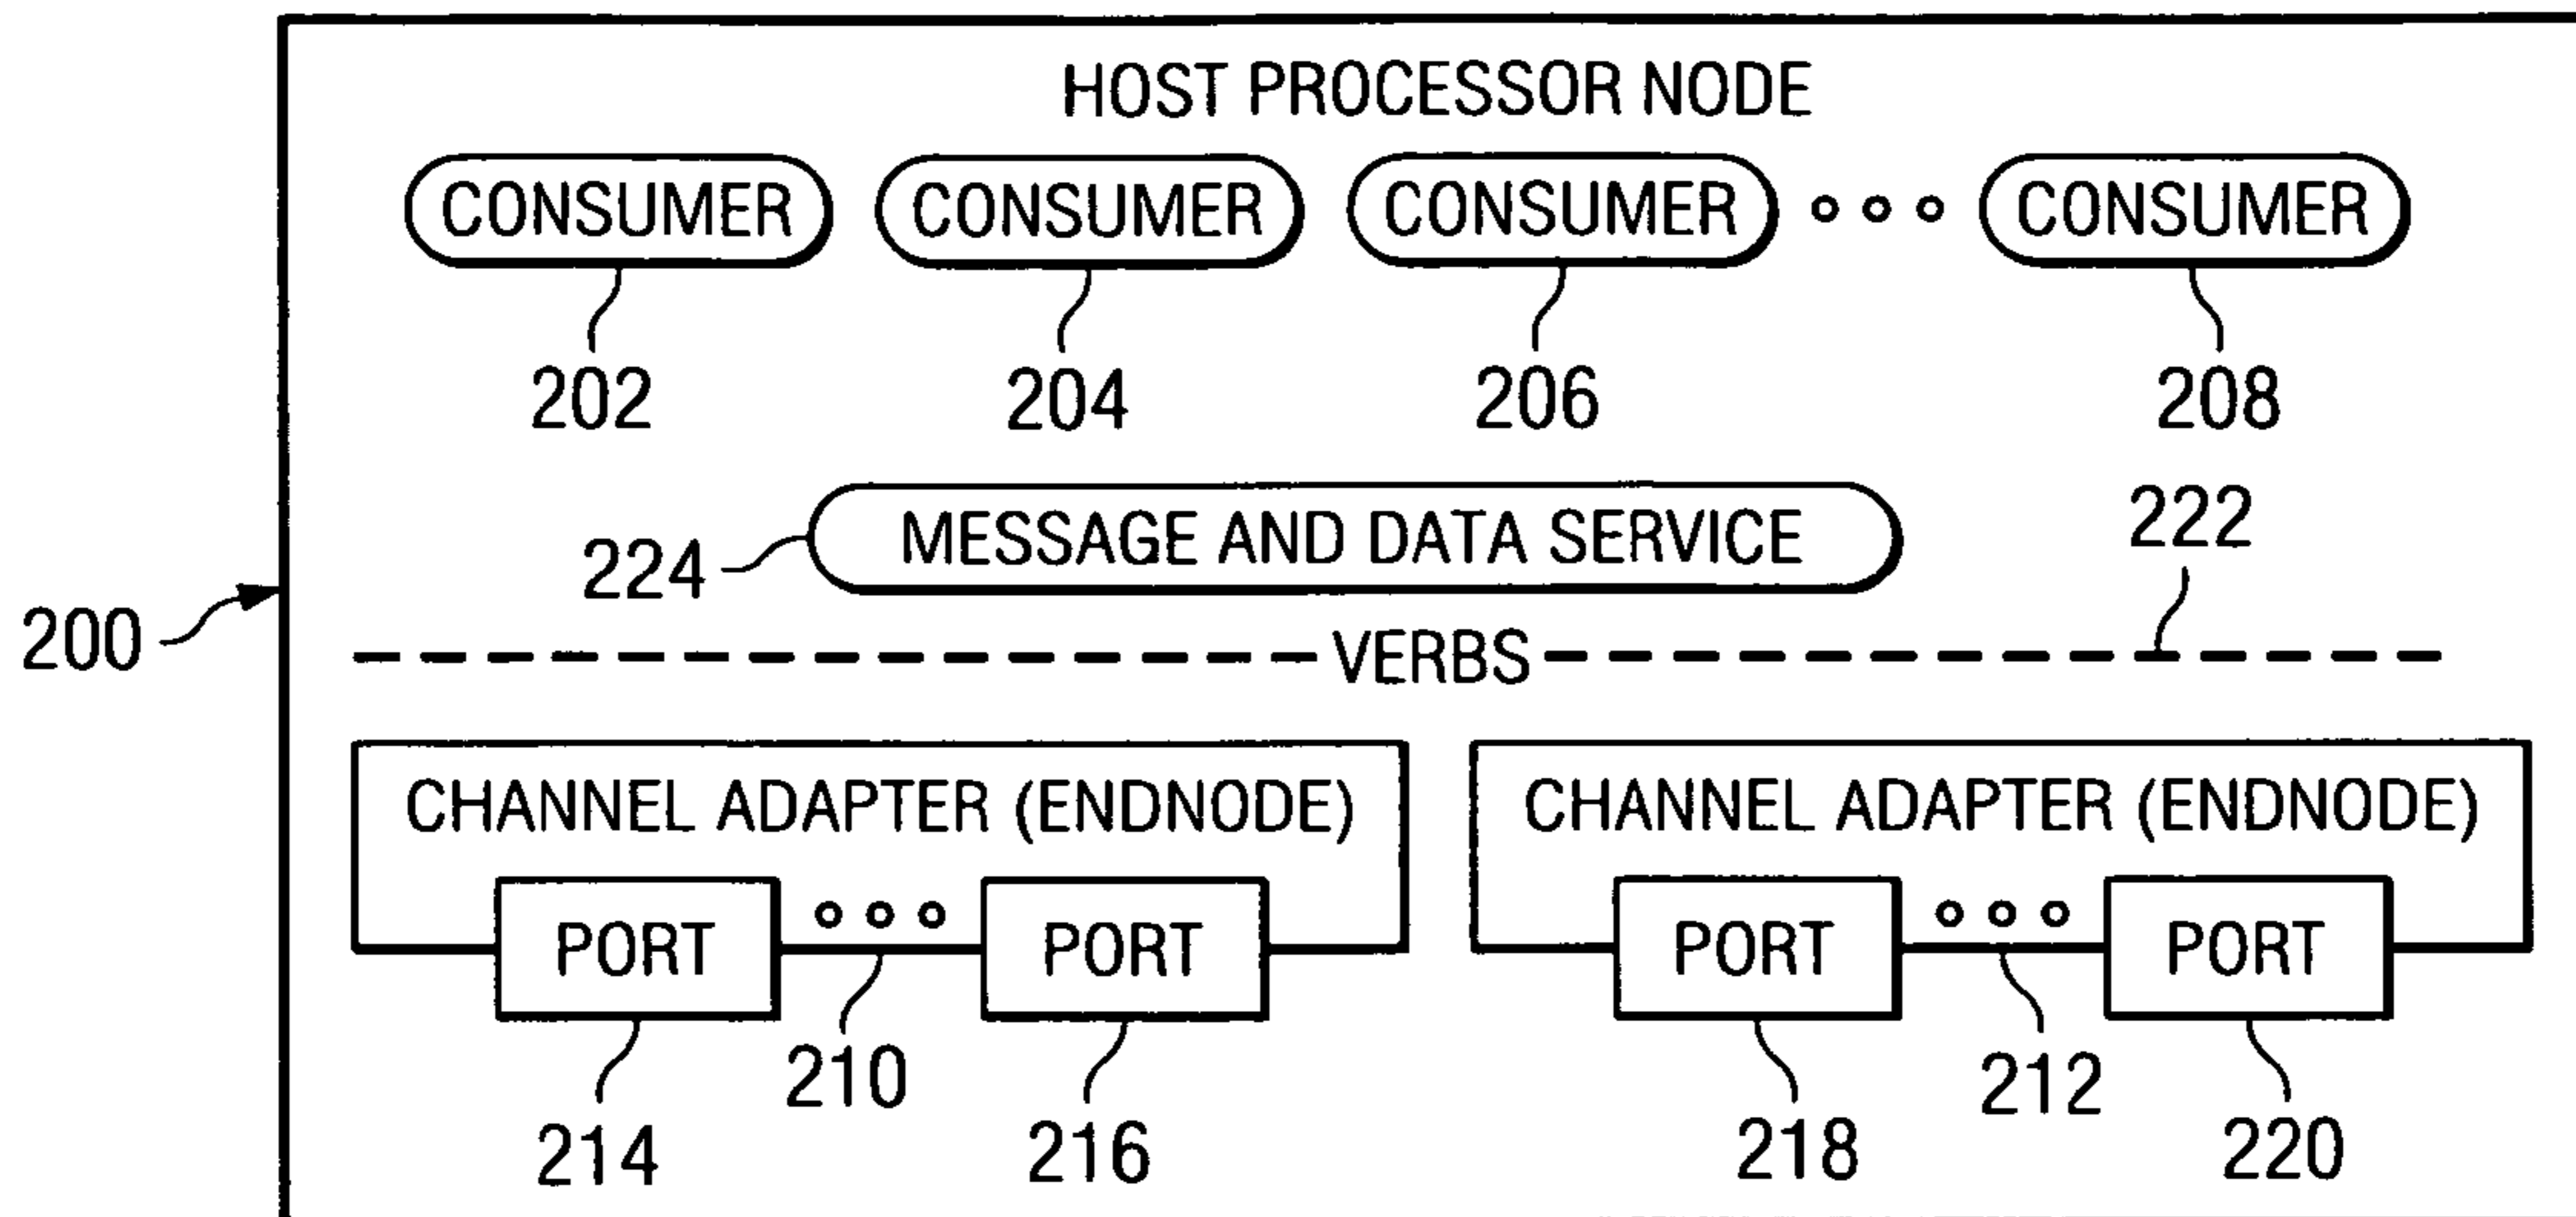 HOST PROCESSOR NODE
CONSUMER CONSUMER CONSUMER CONSUMER
202 204 206 208
MESSAGE AND DATA SERVICE
224
222
200
VERBS
CHANNEL ADAPTER (ENDNODE) CHANNEL ADAPTER (ENDNODE)
PORT PORT PORT PORT
210 212
214 216 218 220